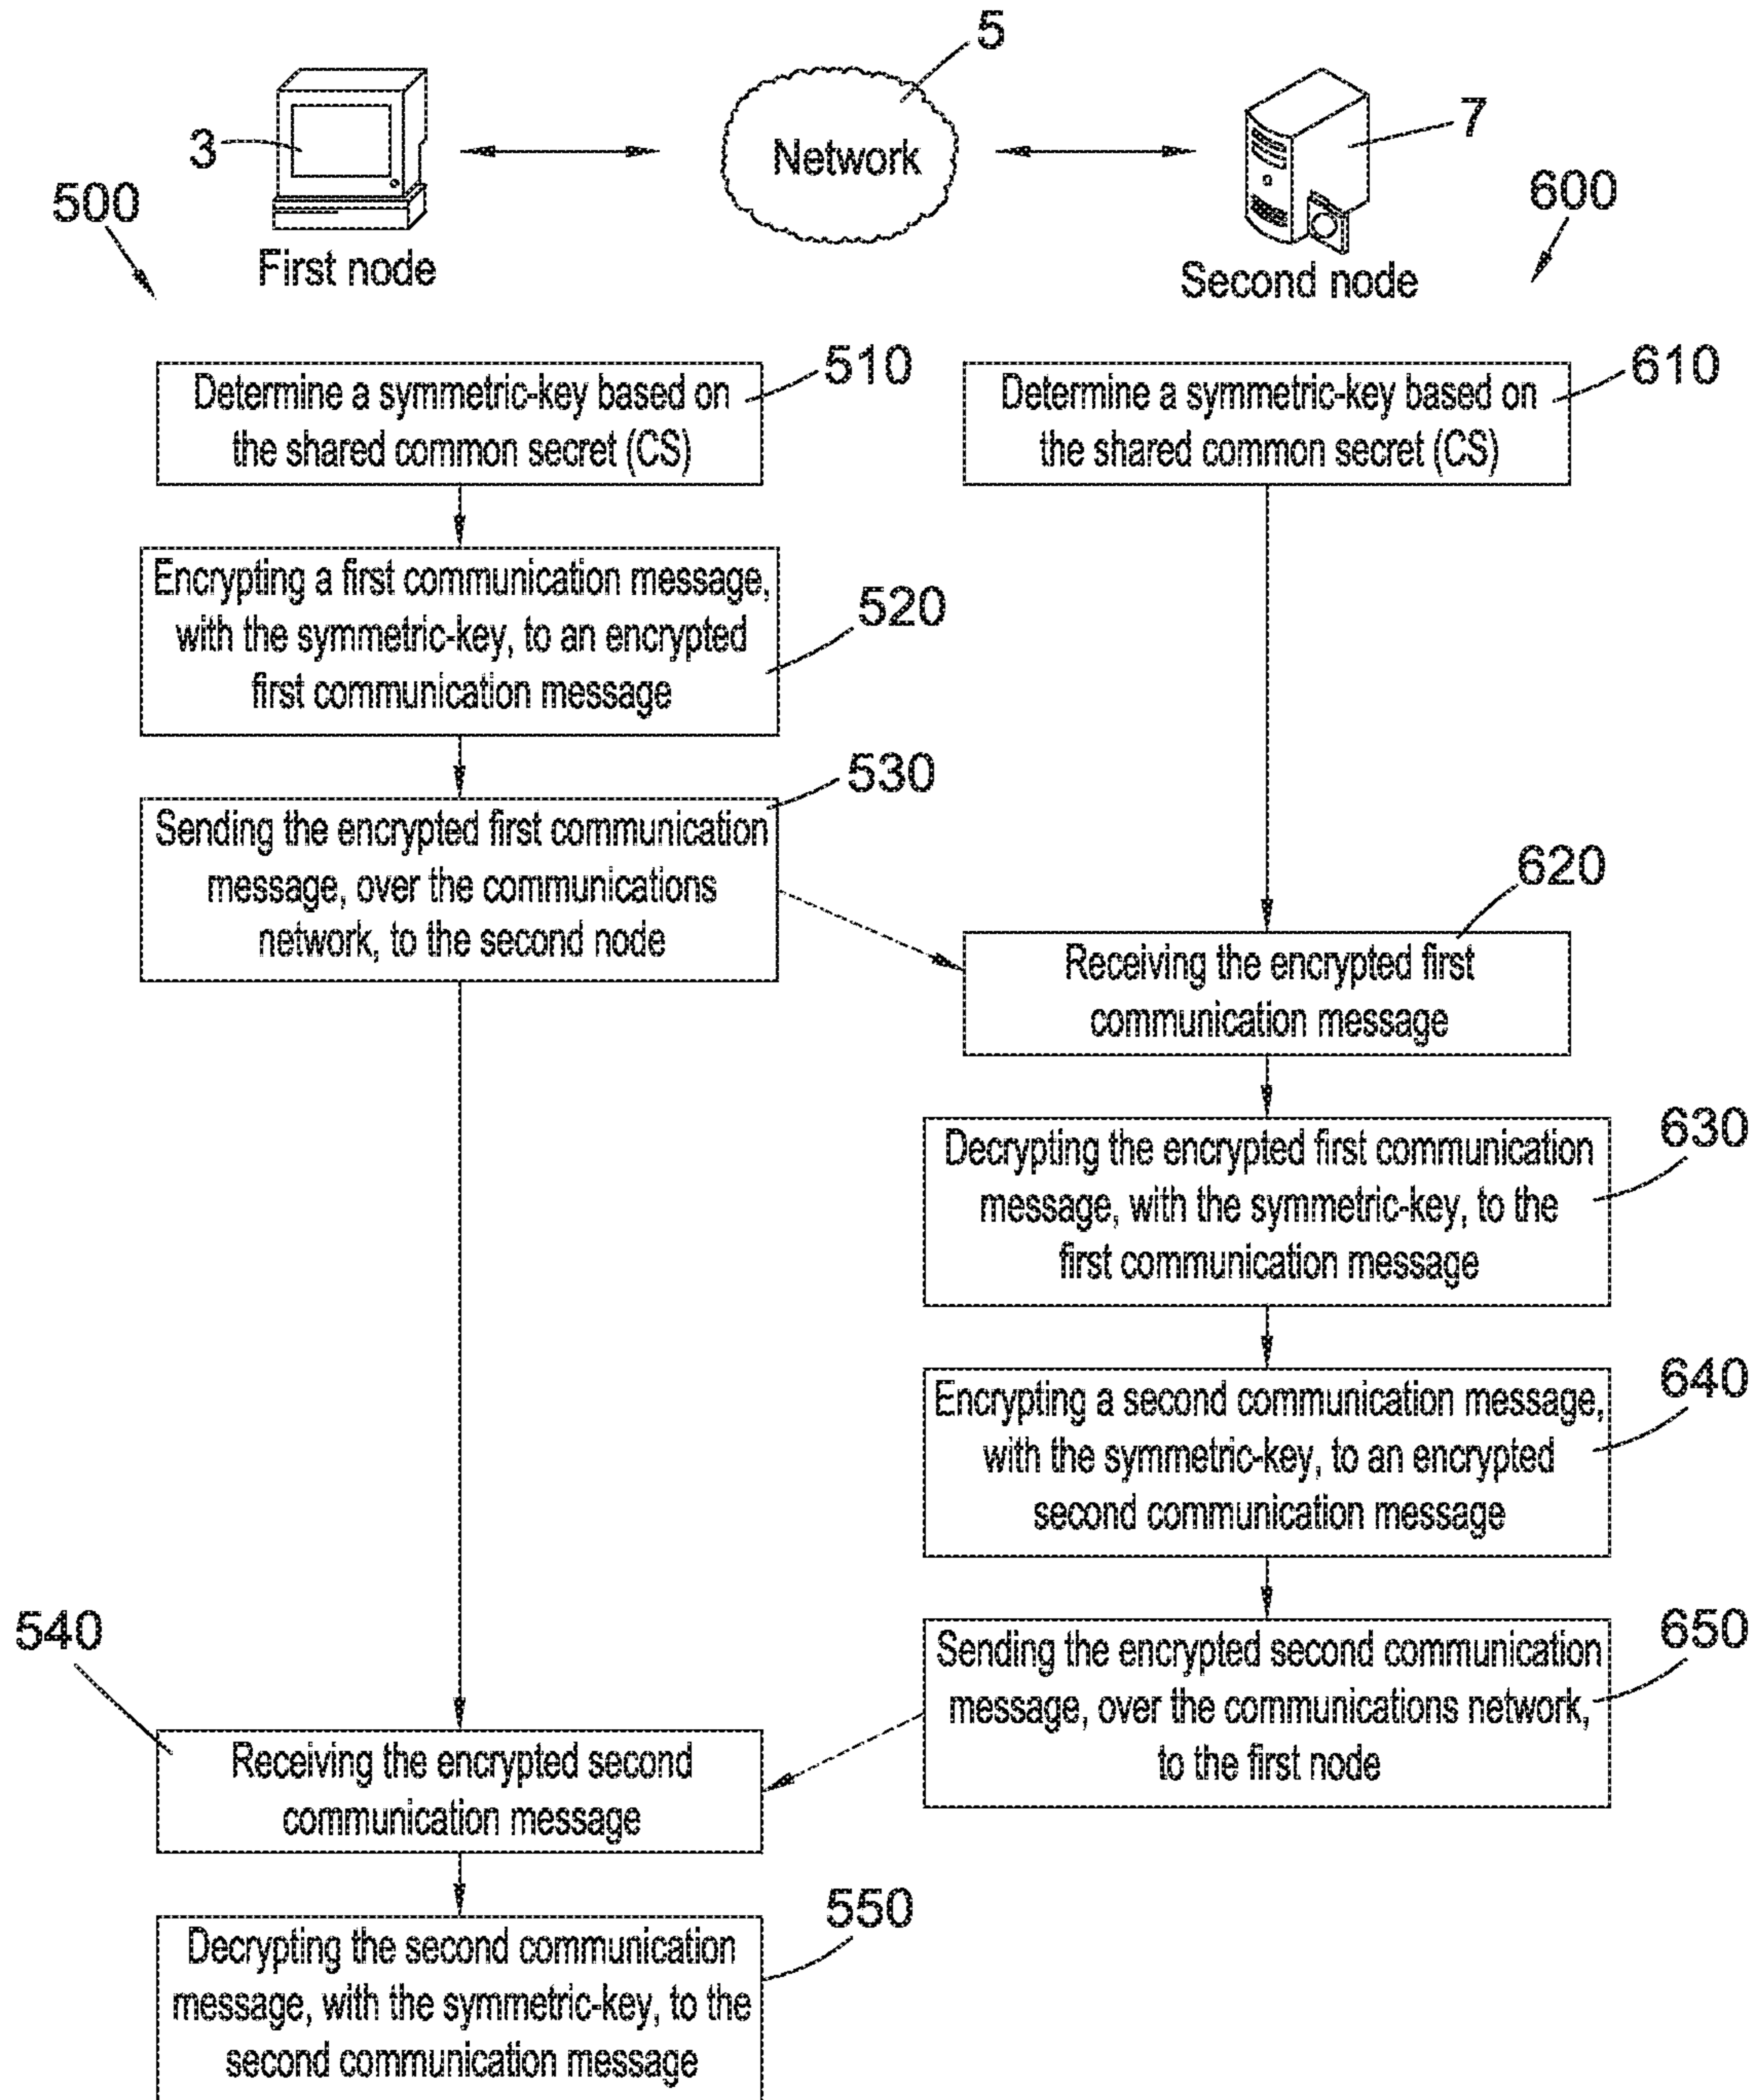 5
3
Network
7
500
600
First node
Second node
510
Determine a symmetric-key based on
the shared common secret (CS)
610
Determine a symmetric-key based on
the shared common secret (CS)
Encrypting a first communication message,
with the symmetric-key, to an encrypted
first communication message
520
530
Sending the encrypted first communication
message, over the communications
network, to the second node
620
Receiving the encrypted first
communication message
630
Decrypting the encrypted first communication
message, with the symmetric-key, to the
first communication message
640
Encrypting a second communication message,
with the symmetric-key, to an encrypted
second communication message
650
Sending the encrypted second communication
message, over the communications network,
to the first node
540
Receiving the encrypted second
communication message
550
Decrypting the second communication
message, with the symmetric-key, to the
second communication message